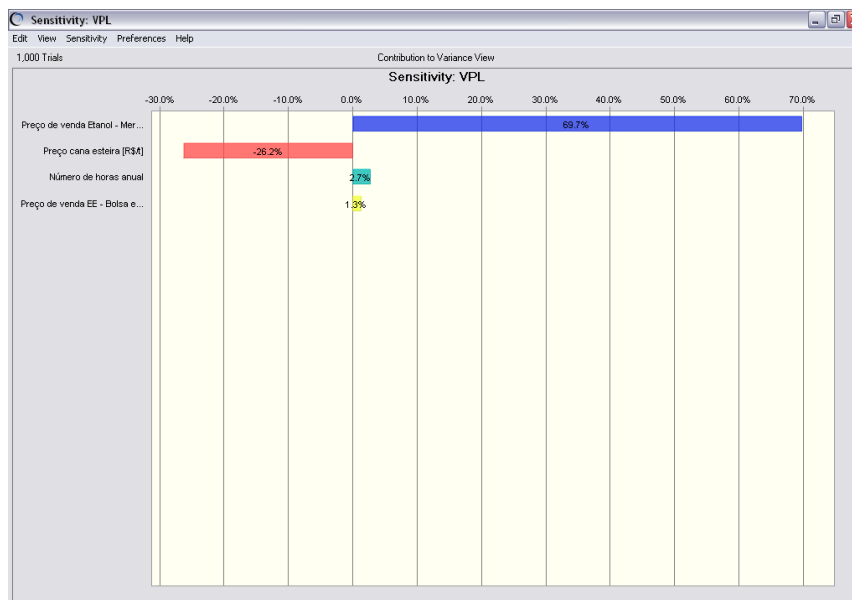 Sensitivity: VPL
Edit View Sensitivity Preferences Help
1,000 Trials Contribution to Variance View
Sensitivity: VPL
-30.0% -20.0% -10.0% 0.0% 10.0% 20.0% 30.0% 40.0% 50.0% 60.0% 70.0%
Preço de venda Etanol - Mer... 69.7%
Preço cana esteira [R$/t] -26.2%
Número de horas anual 2.7%
Preço de venda EE - Bolsa e... 1.3%